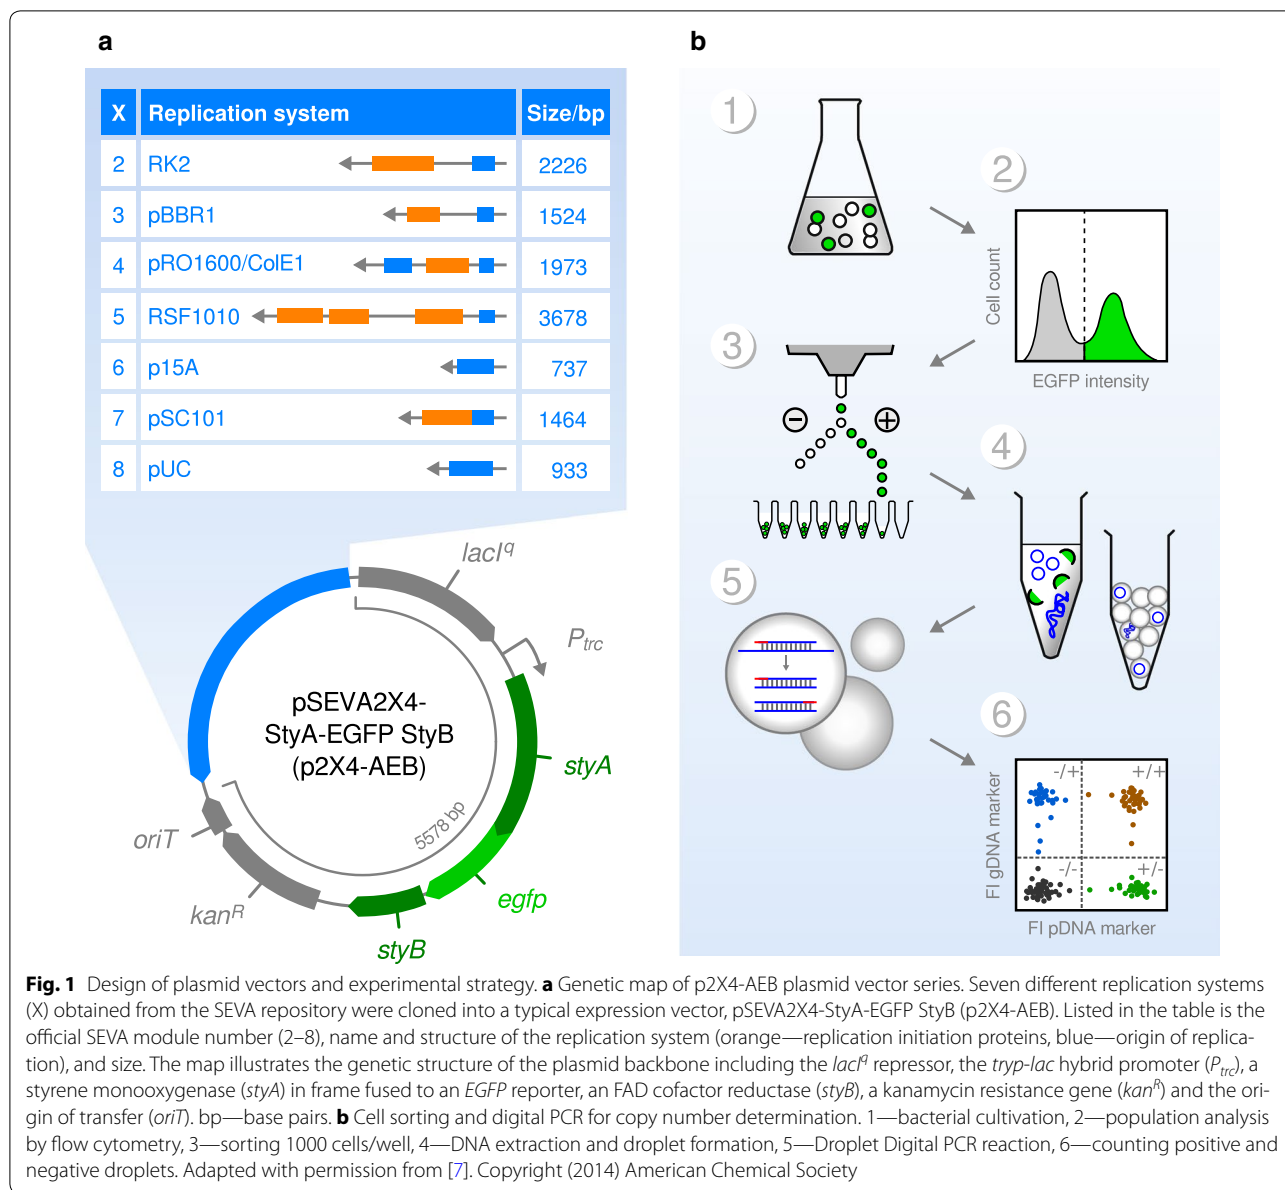 a
X Replication system Size/bp
2 RK2 2226
3 pBBR1 1524
4 pRO1600/ColE1 1973
5 RSF1010 3678
6 p15A 737
7 pSC101 1464
8 pUC 933
lacIq
Ptrc
pSEVA2X4-
StyA-EGFP StyB
(p2X4-AEB)
styA
5578 bp
oriT
egfp
kanR
styB
b
1
2
Cell count
EGFP intensity
3
− +
4
5
6
FI gDNA marker
-/+ +/+
-/- +/-
FI pDNA marker
Fig. 1 Design of plasmid vectors and experimental strategy. a Genetic map of p2X4-AEB plasmid vector series. Seven different replication systems
(X) obtained from the SEVA repository were cloned into a typical expression vector, pSEVA2X4-StyA-EGFP StyB (p2X4-AEB). Listed in the table is the
official SEVA module number (2–8), name and structure of the replication system (orange—replication initiation proteins, blue—origin of replica-
tion), and size. The map illustrates the genetic structure of the plasmid backbone including the lacIq repressor, the tryp-lac hybrid promoter (Ptrc), a
styrene monooxygenase (styA) in frame fused to an EGFP reporter, an FAD cofactor reductase (styB), a kanamycin resistance gene (kanR) and the ori-
gin of transfer (oriT). bp—base pairs. b Cell sorting and digital PCR for copy number determination. 1—bacterial cultivation, 2—population analysis
by flow cytometry, 3—sorting 1000 cells/well, 4—DNA extraction and droplet formation, 5—Droplet Digital PCR reaction, 6—counting positive and
negative droplets. Adapted with permission from [7]. Copyright (2014) American Chemical Society